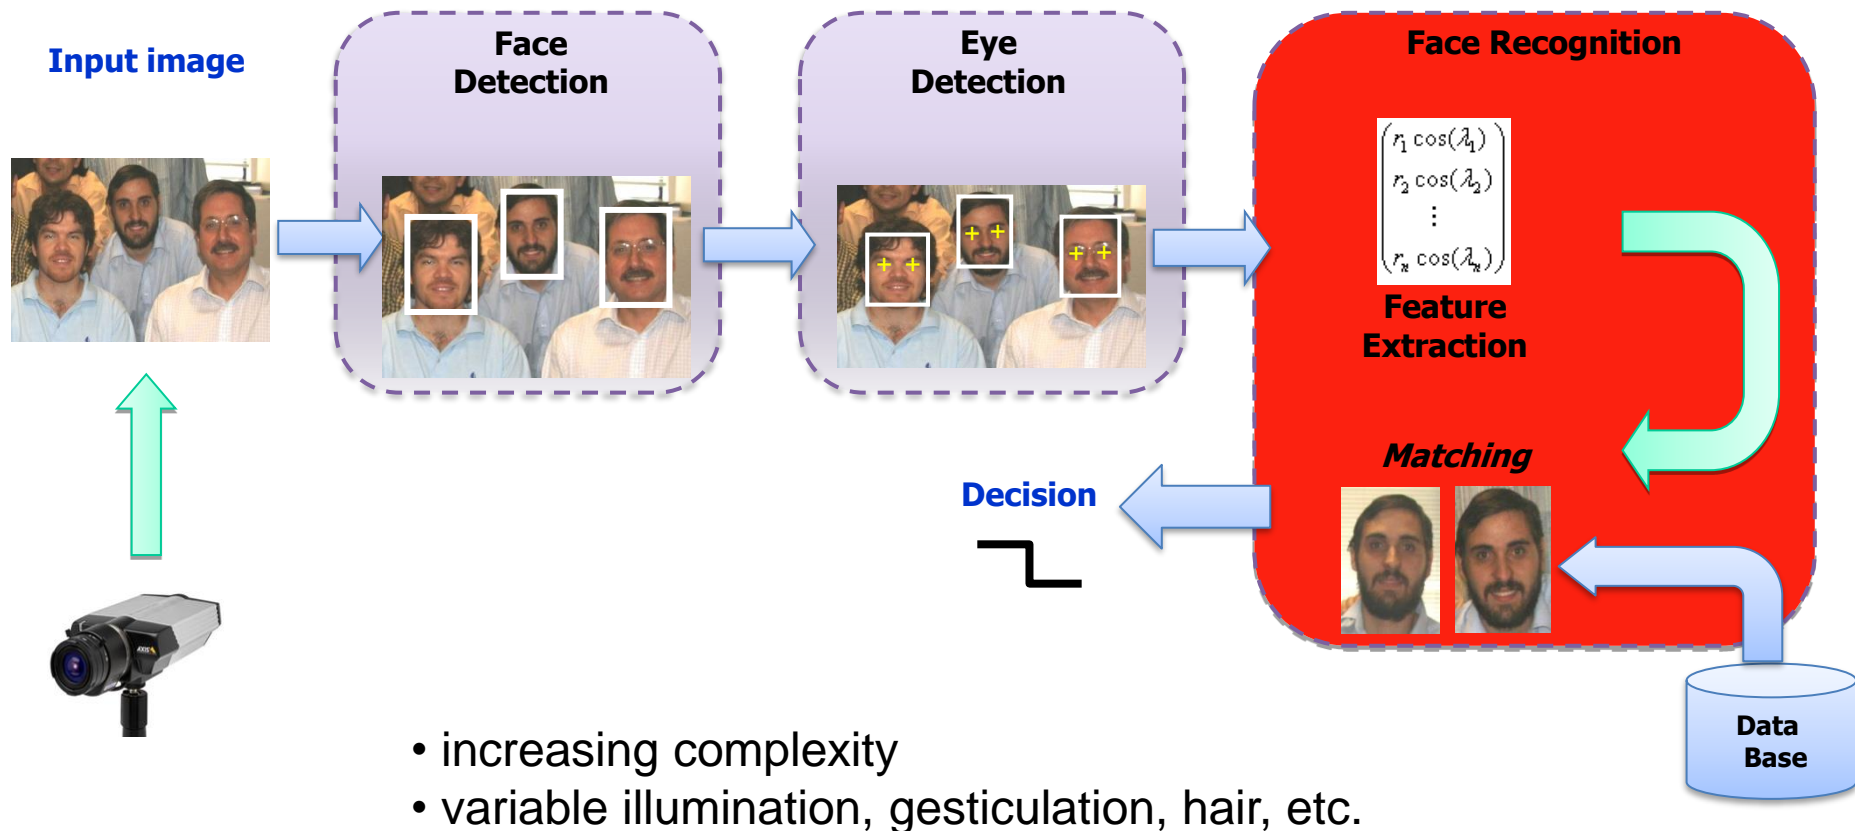 Input image
Face
Detection
Eye
Detection
Face Recognition
r₁ cos(λ₁)
r₂ cos(λ₂)
⋮
rₙ cos(λₙ)
Feature
Extraction
Matching
Decision
AXIS
Data
Base
• increasing complexity
• variable illumination, gesticulation, hair, etc.